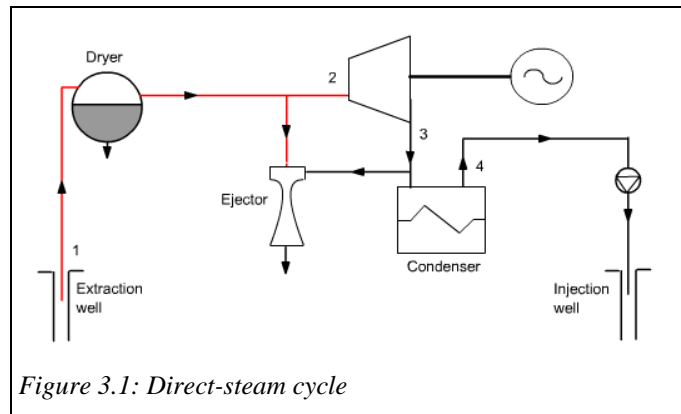 Dryer
2
3
4
Ejector
Condenser
1
Extraction
well
Injection
well
Figure 3.1: Direct-steam cycle